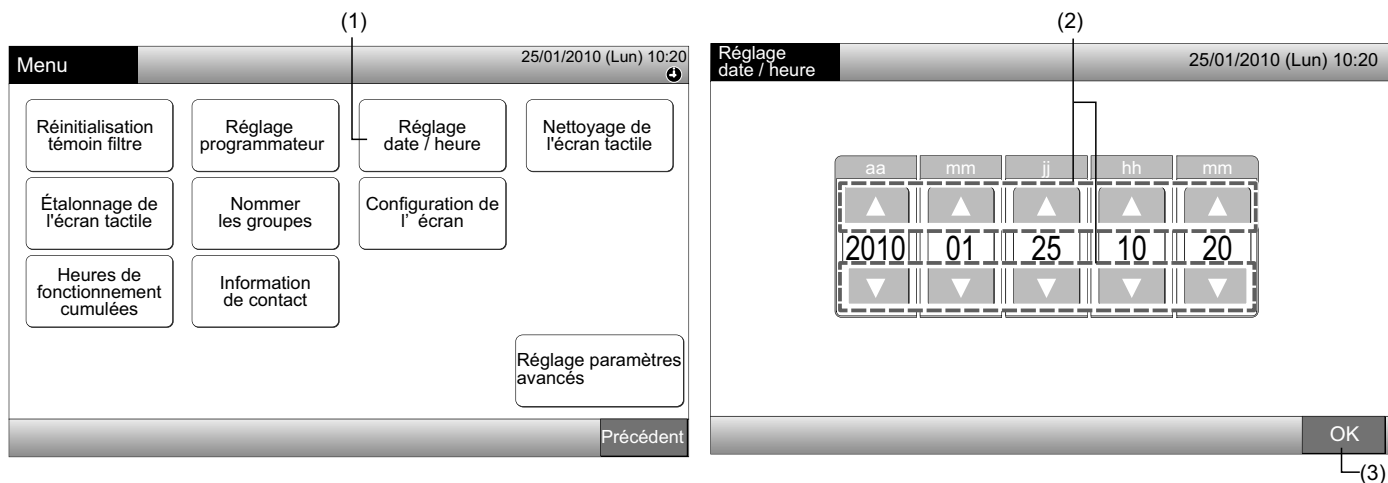 (1)
Menu
25/01/2010 (Lun) 10:20
Réinitialisation
témoin filtre
Réglage
programmateur
Réglage
date / heure
Nettoyage de
l'écran tactile
Étalonnage de
l'écran tactile
Nommer
les groupes
Configuration de
l’ écran
Heures de
fonctionnement
cumulées
Information
de contact
Réglage paramètres
avancés
Précédent
(2)
Réglage
date / heure
25/01/2010 (Lun) 10:20
aa mm jj hh mm
2010 01 25 10 20
OK
(3)